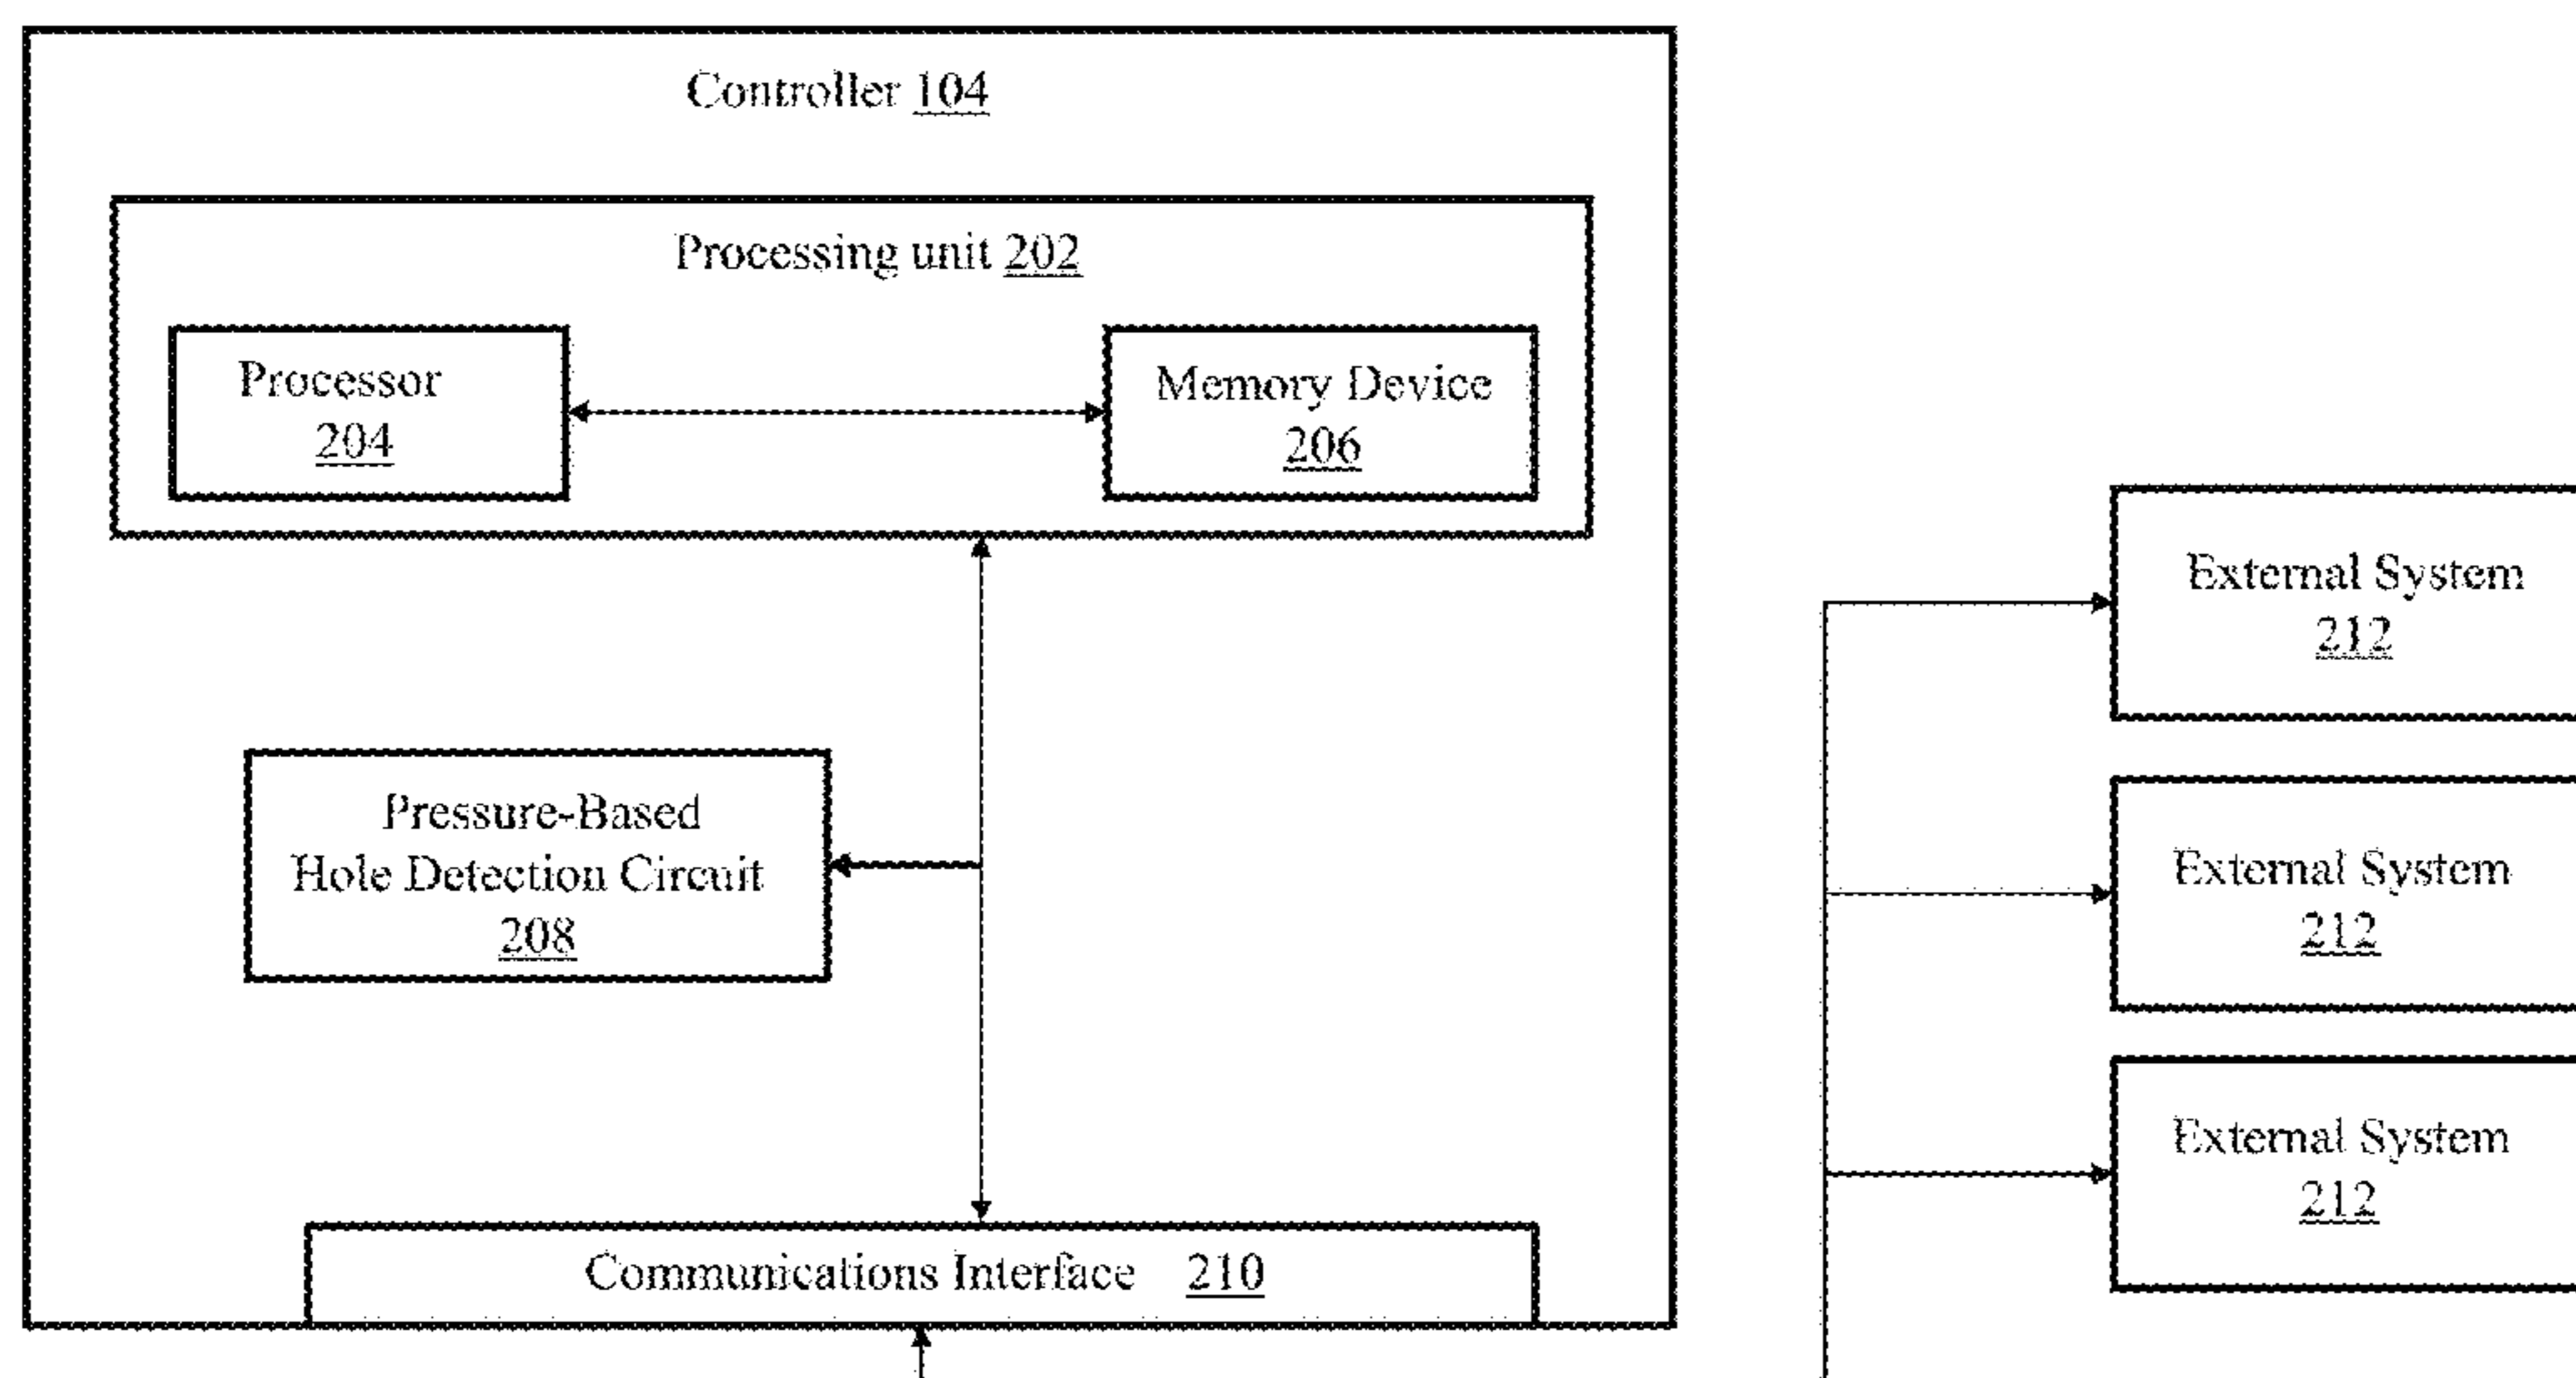 Controller 104
Processing unit 202
Processor
204
Memory Device
206
Pressure-Based
Hole Detection Circuit
208
Communications Interface 210
External System
212
External System
212
External System
212